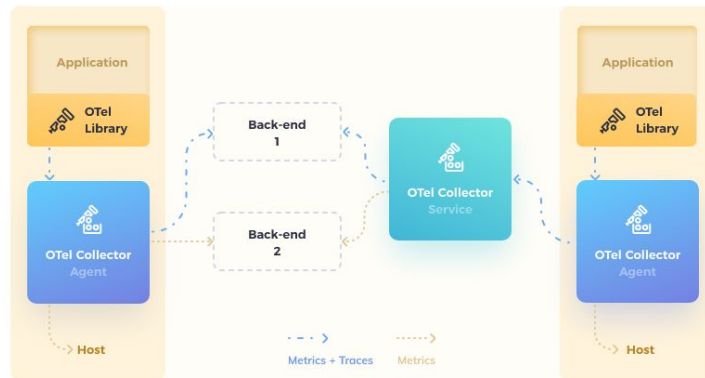 Application
OTel
Library
OTel Collector
Agent
Host
Back-end
1
Back-end
2
OTel Collector
Service
Application
OTel
Library
OTel Collector
Agent
Host
Metrics + Traces
Metrics